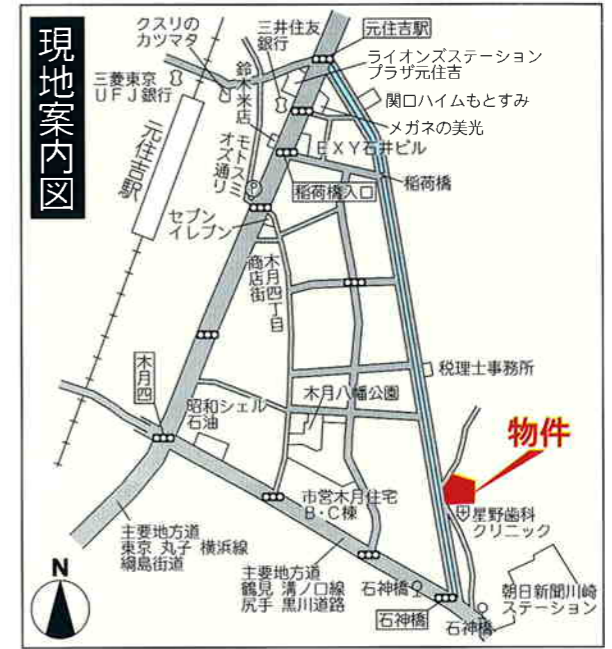 現地案内図
クスリの
カツマタ
三井住友
銀行
元住吉駅
ライオンズステーション
プラザ元住吉
三菱東京
UFJ銀行
鈴木米店
関口ハイムもとすみ
メガネの美光
EXY石井ビル
元住吉駅
モトスミ
オズ通り
稲荷橋入口
稲荷橋
セブン
イレブン
木月四丁目
商店街
税理士事務所
木月四
昭和シェル
石油
木月八幡公園
物件
市営木月住宅
B・C棟
星野歯科
クリニック
主要地方道
東京 丸子 横浜線
綱島街道
主要地方道
鶴見 溝ノ口線
尻手 黒川道路
石神橋
石神橋
石神橋
朝日新聞川崎
ステーション
N